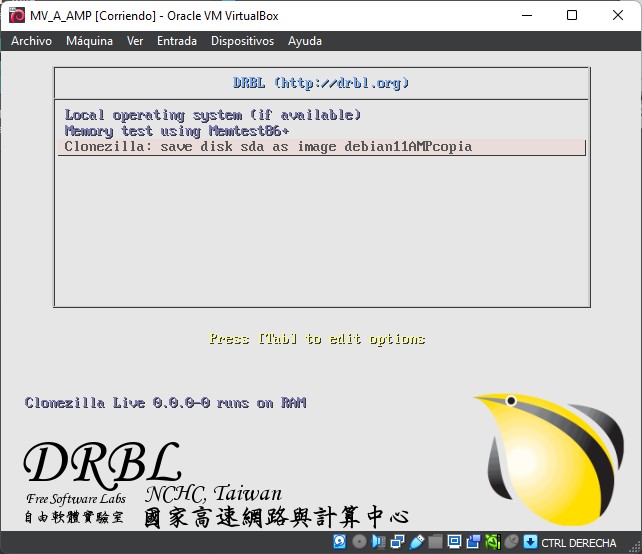 MV_A_AMP [Corriendo] - Oracle VM VirtualBox
Archivo Máquina Ver Entrada Dispositivos Ayuda
DRBL (http://drbl.org)
Local operating system (if available)
Memory test using Memtest86+
Clonezilla: save disk sda as image debian11AMPcopia
Press [Tab] to edit options
Clonezilla Live 0.0.0-0 runs on RAM
DRBL
Free Software Labs
NCHC, Taiwan
自由軟體實驗室
國家高速網路與計算中心
CTRL DERECHA